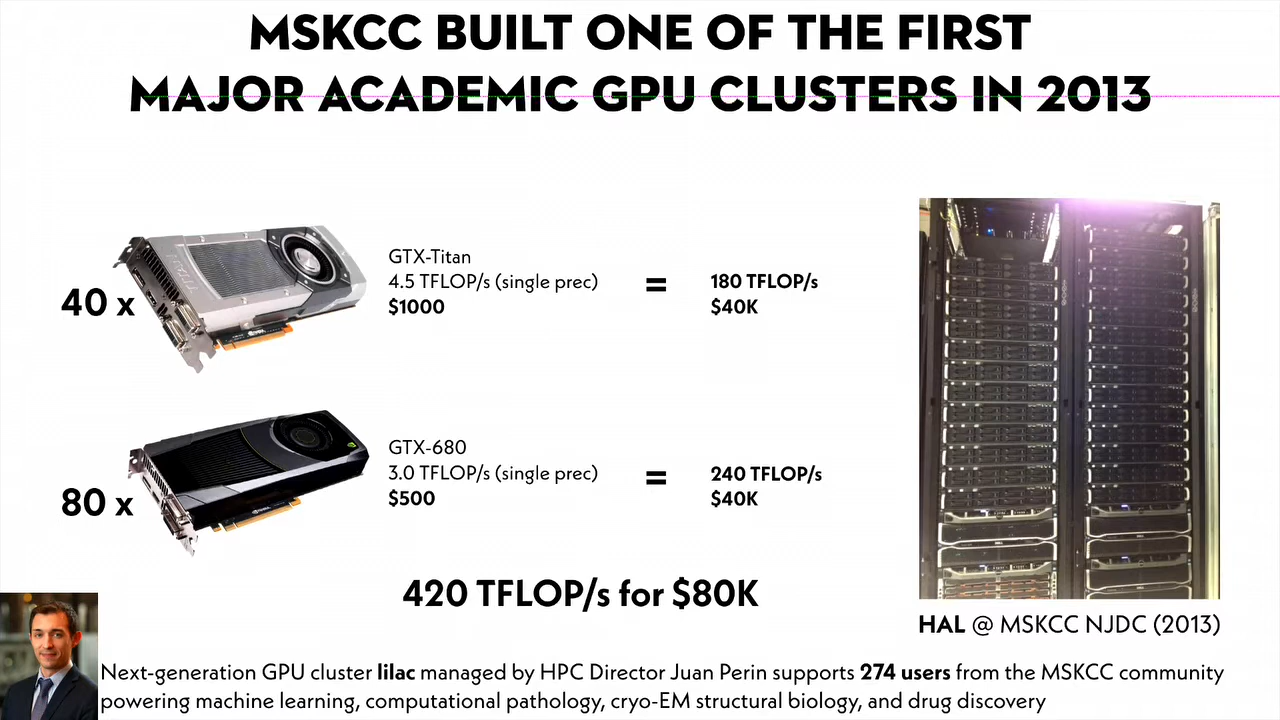 MSKCC BUILT ONE OF THE FIRST
MAJOR ACADEMIC GPU CLUSTERS IN 2013
40 x
GTX-Titan
4.5 TFLOP/s (single prec)
$1000
=
180 TFLOP/s
$40K
80 x
GTX-680
3.0 TFLOP/s (single prec)
$500
=
240 TFLOP/s
$40K
420 TFLOP/s for $80K
HAL @ MSKCC NJDC (2013)
Next-generation GPU cluster lilac managed by HPC Director Juan Perin supports 274 users from the MSKCC community
powering machine learning, computational pathology, cryo-EM structural biology, and drug discovery